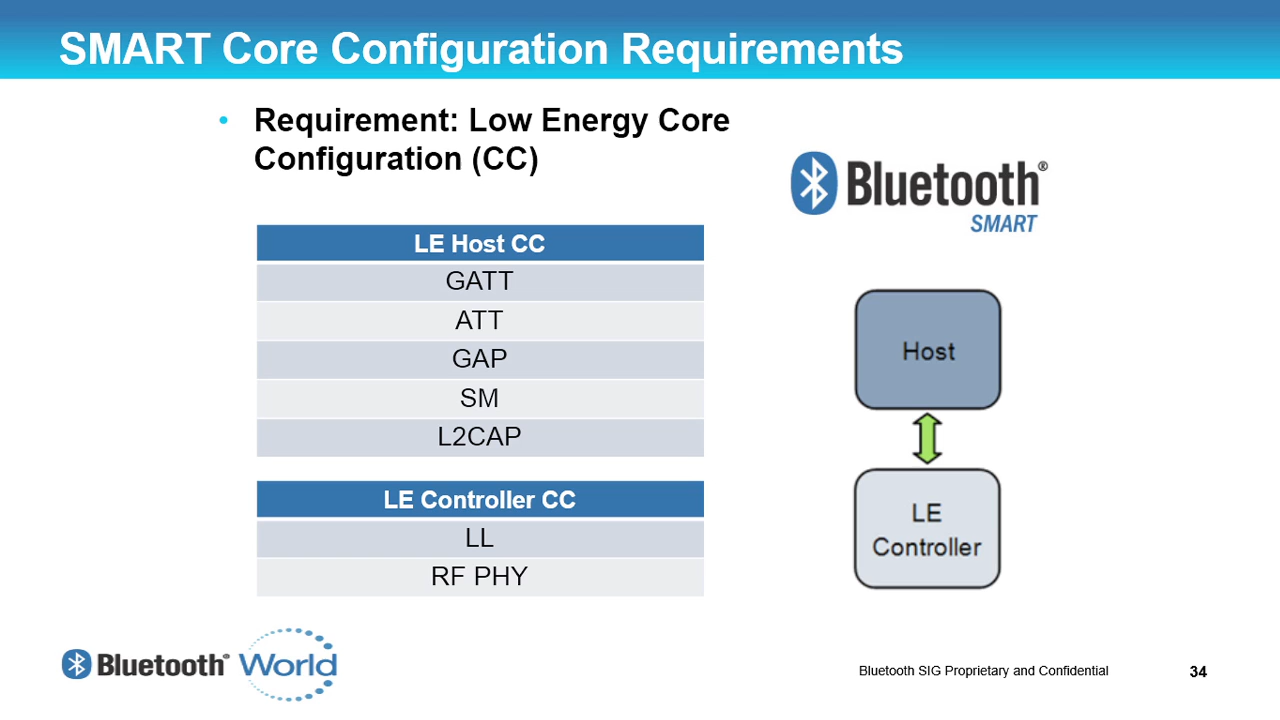 SMART Core Configuration Requirements
• Requirement: Low Energy Core
Configuration (CC)
Bluetooth®
SMART
LE Host CC
GATT
ATT
GAP
SM
L2CAP
LE Controller CC
LL
RF PHY
Host
LE
Controller
Bluetooth® World
Bluetooth SIG Proprietary and Confidential
34